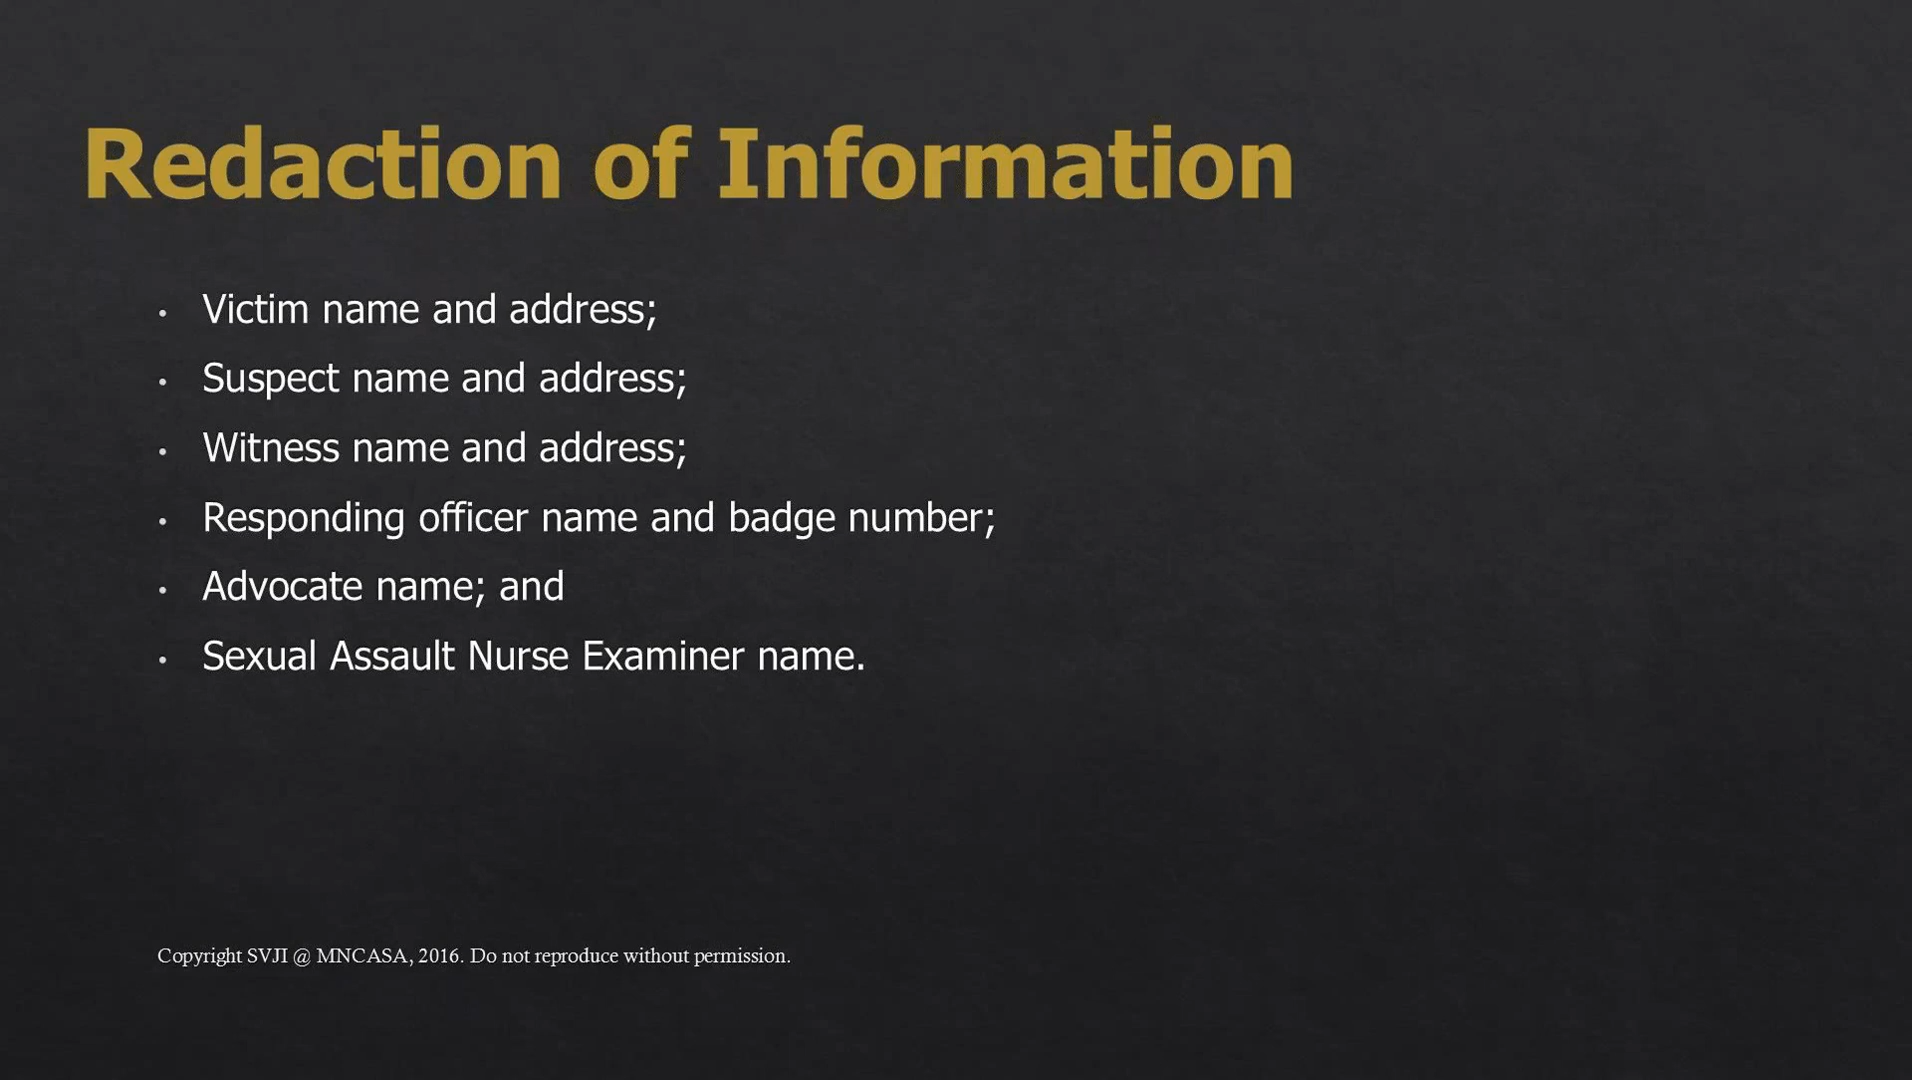 Redaction of Information
• Victim name and address;
• Suspect name and address;
• Witness name and address;
• Responding officer name and badge number;
• Advocate name; and
• Sexual Assault Nurse Examiner name.
Copyright SVJI @ MNCASA, 2016. Do not reproduce without permission.